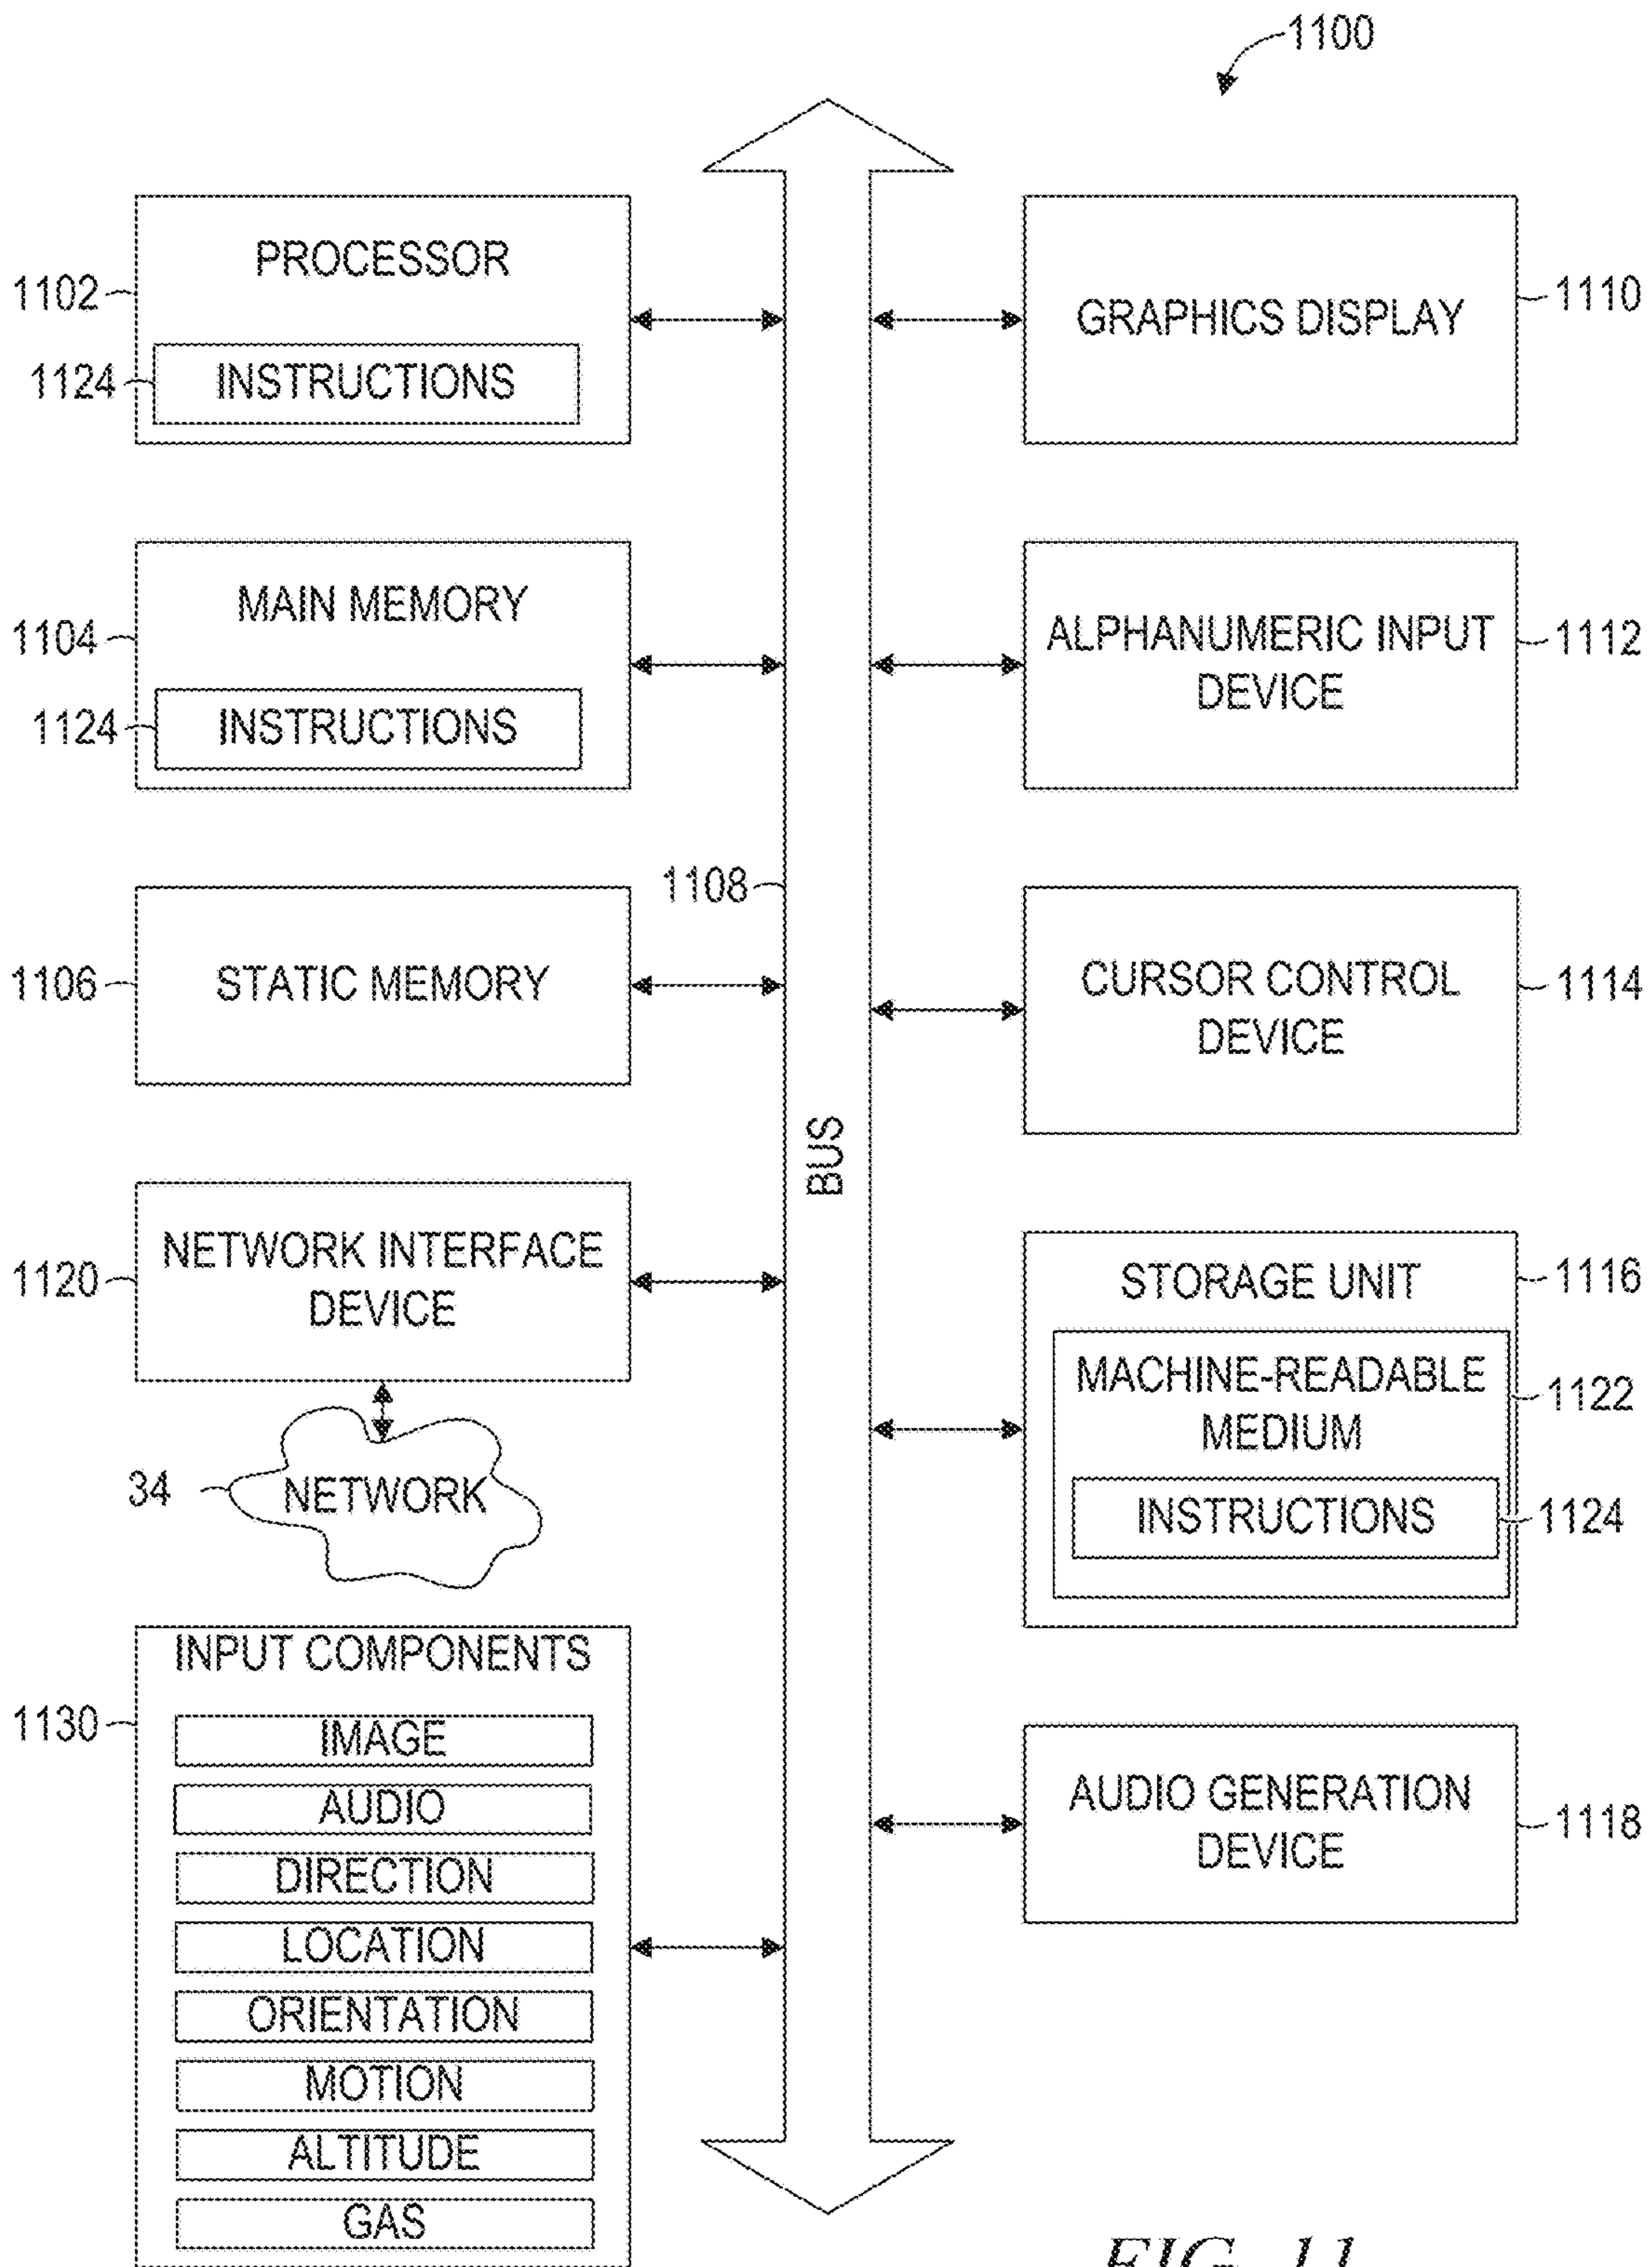 1100
PROCESSOR
1102
1124
INSTRUCTIONS
MAIN MEMORY
1104
1124
INSTRUCTIONS
1108
STATIC MEMORY
1106
NETWORK INTERFACE
DEVICE
1120
34
NETWORK
INPUT COMPONENTS
1130
IMAGE
AUDIO
DIRECTION
LOCATION
ORIENTATION
MOTION
ALTITUDE
GAS
BUS
GRAPHICS DISPLAY
1110
ALPHANUMERIC INPUT
DEVICE
1112
CURSOR CONTROL
DEVICE
1114
STORAGE UNIT
1116
MACHINE-READABLE
MEDIUM
1122
INSTRUCTIONS
1124
AUDIO GENERATION
DEVICE
1118
FIG. 11